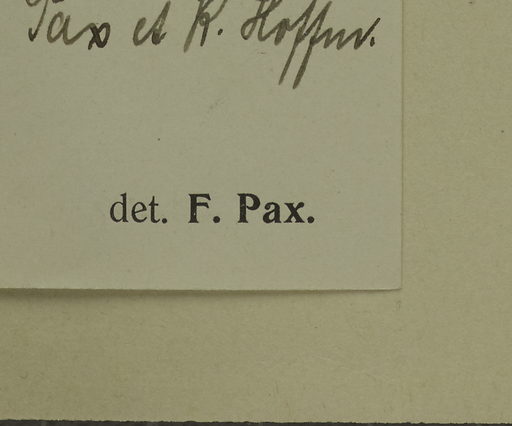 Pax et K. Hoffm.
det. F. Pax.